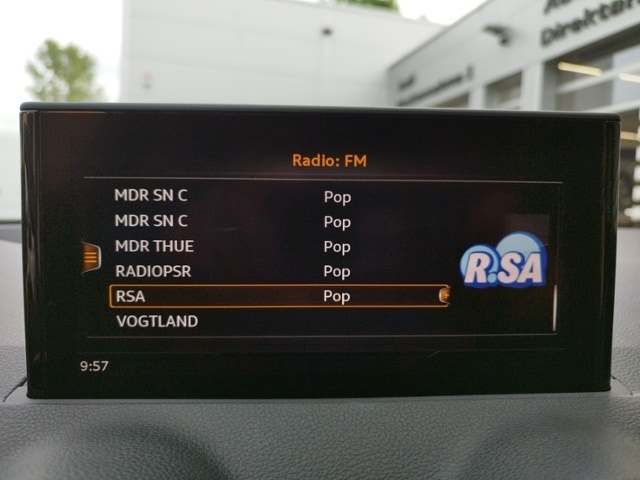 Direktan
Radio: FM
MDR SN C Pop
MDR SN C Pop
MDR THUE Pop
RADIOPSR Pop
RSA Pop
VOGTLAND
R.SA
9:57